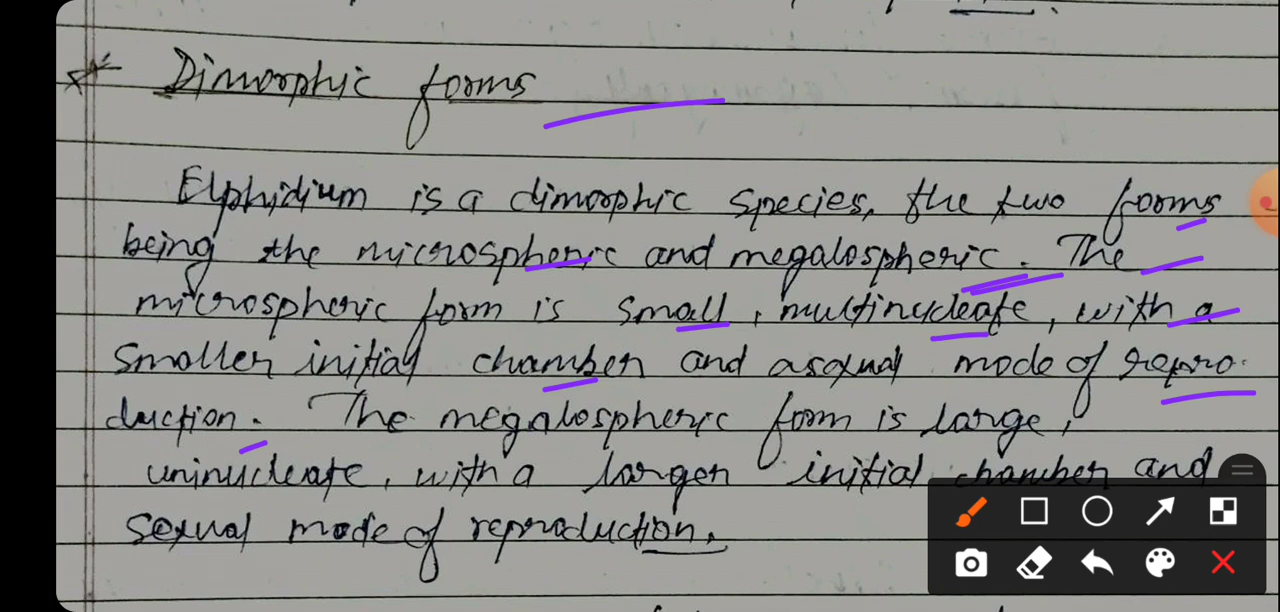 Dimorphic forms
Elphidium is a dimorphic species, the two forms
being the microspheric and megalospheric. The
microspheric form is small, multinucleate, with a
smaller initial chamber and asexual mode of repro-
duction. The megalospheric form is large,
uninucleate, with a larger initial chamber and
sexual mode of reproduction.